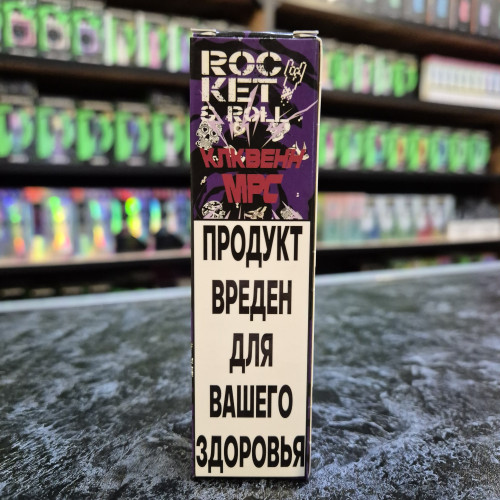 ROC
KET
& ROLL
КЛКВЕНН
МРС
ПРОДУКТ
ВРЕДЕН
ДЛЯ
ВАШЕГО
ЗДОРОВЬЯ